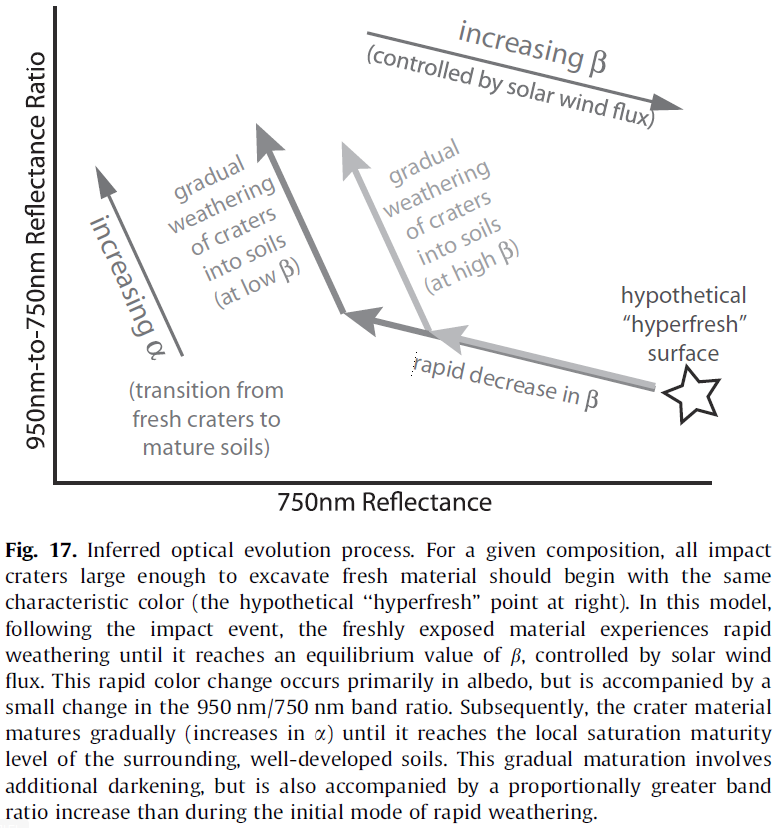 increasing β
(controlled by solar wind flux)
950nm-to-750nm Reflectance Ratio
increasing α
(transition from
fresh craters to
mature soils)
gradual
weathering
of craters
into soils
(at low β)
gradual
weathering
of craters
into soils
(at high β)
rapid decrease in β
hypothetical
“hyperfresh”
surface
750nm Reflectance
Fig. 17. Inferred optical evolution process. For a given composition, all impact
craters large enough to excavate fresh material should begin with the same
characteristic color (the hypothetical ‘‘hyperfresh” point at right). In this model,
following the impact event, the freshly exposed material experiences rapid
weathering until it reaches an equilibrium value of β, controlled by solar wind
flux. This rapid color change occurs primarily in albedo, but is accompanied by a
small change in the 950 nm/750 nm band ratio. Subsequently, the crater material
matures gradually (increases in α) until it reaches the local saturation maturity
level of the surrounding, well-developed soils. This gradual maturation involves
additional darkening, but is also accompanied by a proportionally greater band
ratio increase than during the initial mode of rapid weathering.